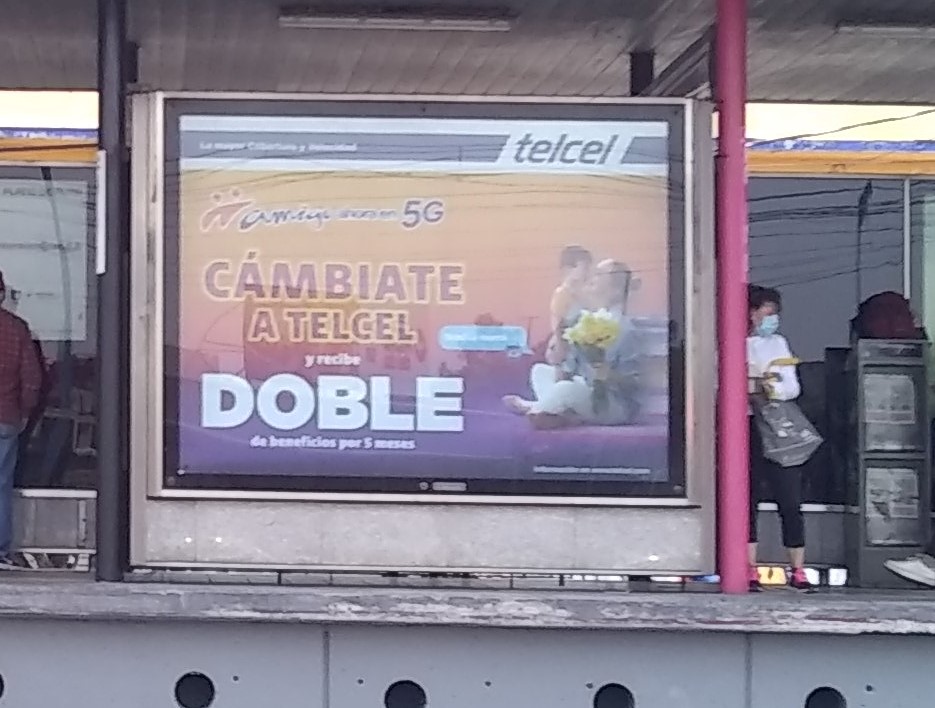 La mayor Cobertura y Velocidad
telcel
amigo ahora en 5G
CÁMBIATE
A TELCEL
y recibe
DOBLE
de beneficios por 5 meses